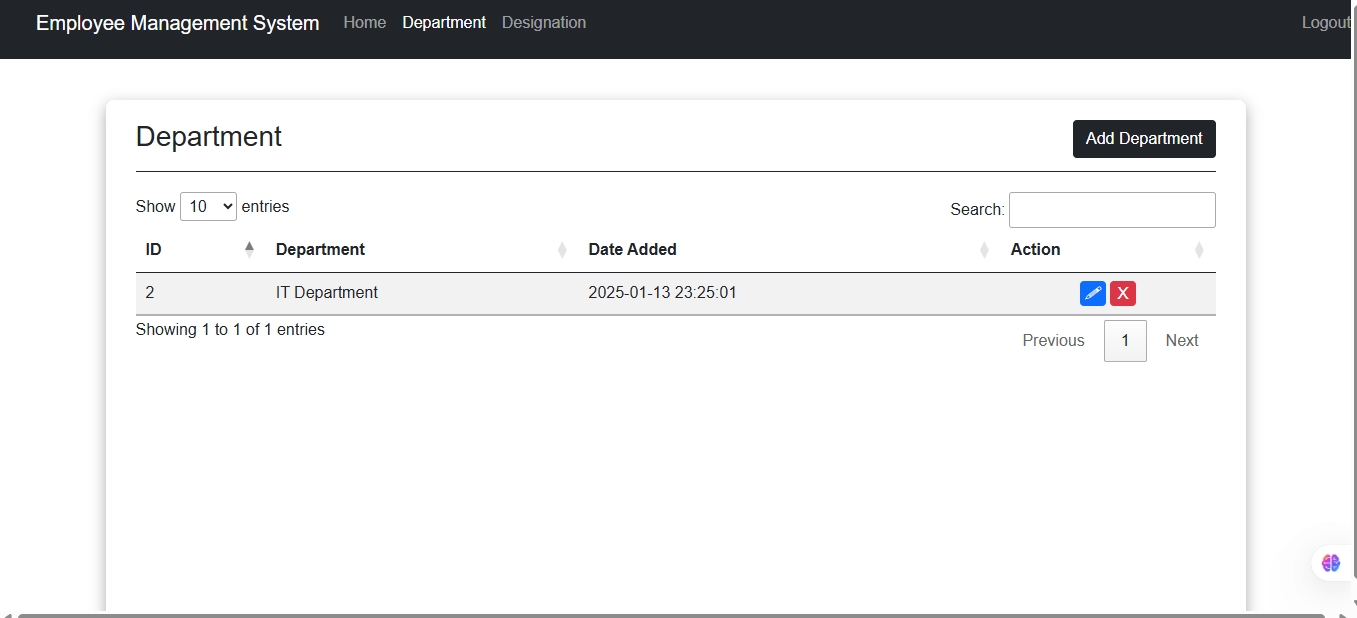 Employee Management System Home Department Designation Logout
Department Add Department
Show 10 entries Search:
ID Department Date Added Action
2 IT Department 2025-01-13 23:25:01 X
Showing 1 to 1 of 1 entries
Previous 1 Next